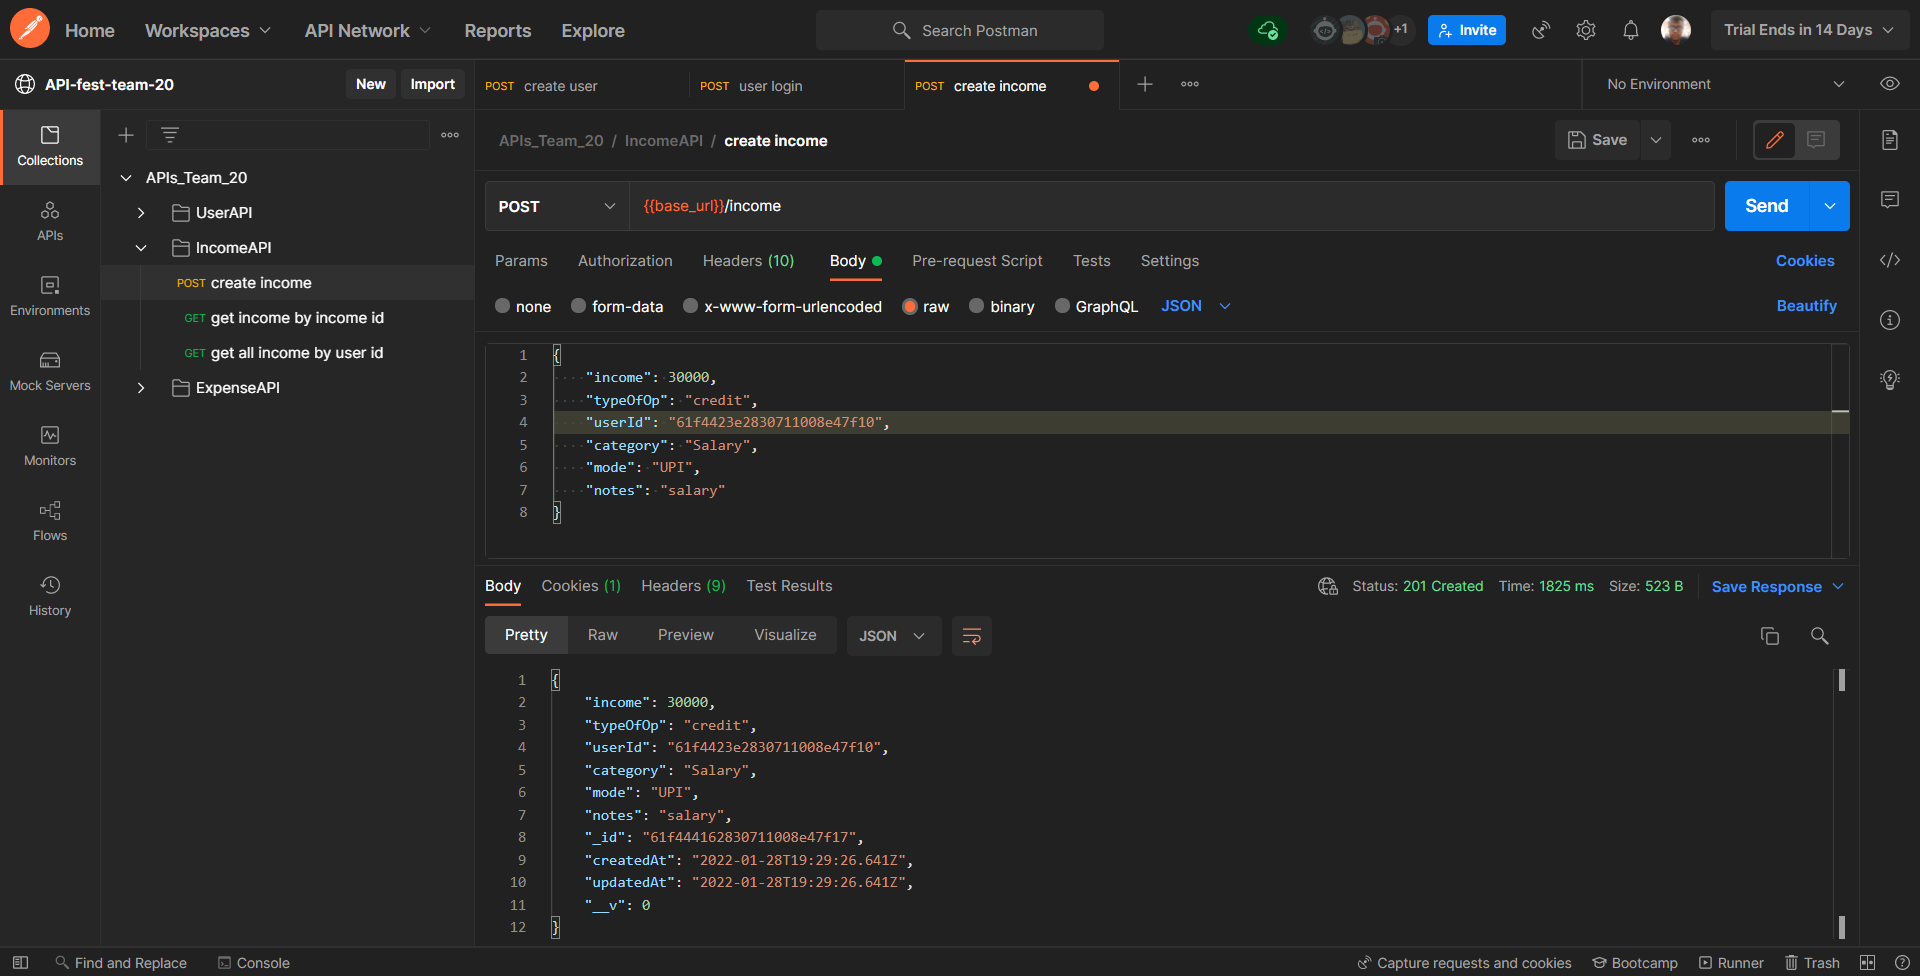 Home
Workspaces
API Network
Reports
Explore
Search Postman
+1
Invite
Trial Ends in 14 Days
API-fest-team-20
New
Import
POST create user
POST user login
POST create income
No Environment
Collections
APIs
Environments
Mock Servers
Monitors
Flows
History
APIs_Team_20
UserAPI
IncomeAPI
POST create income
GET get income by income id
GET get all income by user id
ExpenseAPI
APIs_Team_20 / IncomeAPI / create income
Save
POST
{{base_url}}/income
Send
Params
Authorization
Headers (10)
Body
Pre-request Script
Tests
Settings
Cookies
none
form-data
x-www-form-urlencoded
raw
binary
GraphQL
JSON
Beautify
1 {
2 "income": 30000,
3 "typeOfOp": "credit",
4 "userId": "61f4423e2830711008e47f10",
5 "category": "Salary",
6 "mode": "UPI",
7 "notes": "salary"
8 }
Body
Cookies (1)
Headers (9)
Test Results
Status: 201 Created
Time: 1825 ms
Size: 523 B
Save Response
Pretty
Raw
Preview
Visualize
JSON
1 {
2 "income": 30000,
3 "typeOfOp": "credit",
4 "userId": "61f4423e2830711008e47f10",
5 "category": "Salary",
6 "mode": "UPI",
7 "notes": "salary",
8 "_id": "61f444162830711008e47f17",
9 "createdAt": "2022-01-28T19:29:26.641Z",
10 "updatedAt": "2022-01-28T19:29:26.641Z",
11 "__v": 0
12 }
Find and Replace
Console
Capture requests and cookies
Bootcamp
Runner
Trash